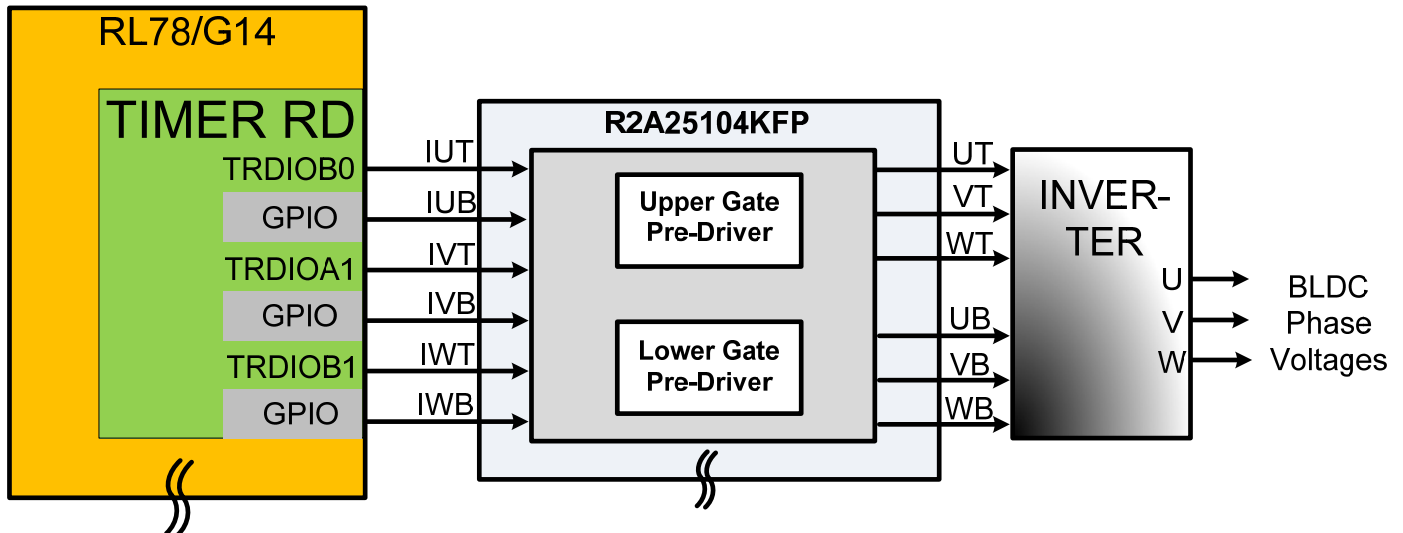 RL78/G14
TIMER RD
TRDIOB0
GPIO
TRDIOA1
GPIO
TRDIOB1
GPIO
IUT
IUB
IVT
IVB
IWT
IWB
R2A25104KFP
Upper Gate
Pre-Driver
Lower Gate
Pre-Driver
UT
VT
WT
UB
VB
WB
INVER-
TER
U
V
W
BLDC
Phase
Voltages